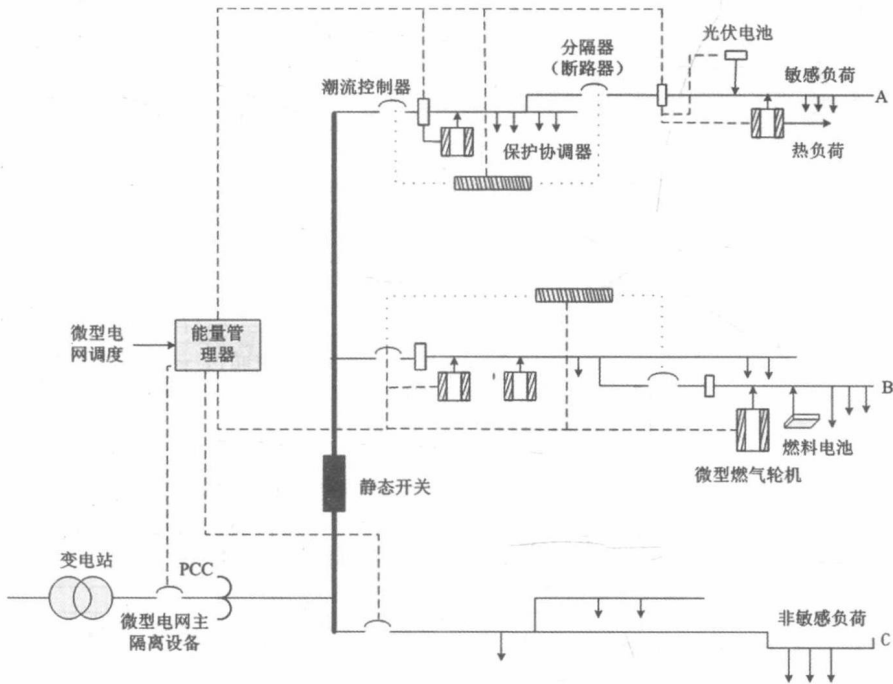 光伏电池
分隔器
（断路器）
敏感负荷
潮流控制器
A
保护协调器
热负荷
微型电
网调度
能量管
理器
B
燃料电池
微型燃气轮机
静态开关
变电站
PCC
微型电网主
隔离设备
非敏感负荷
C